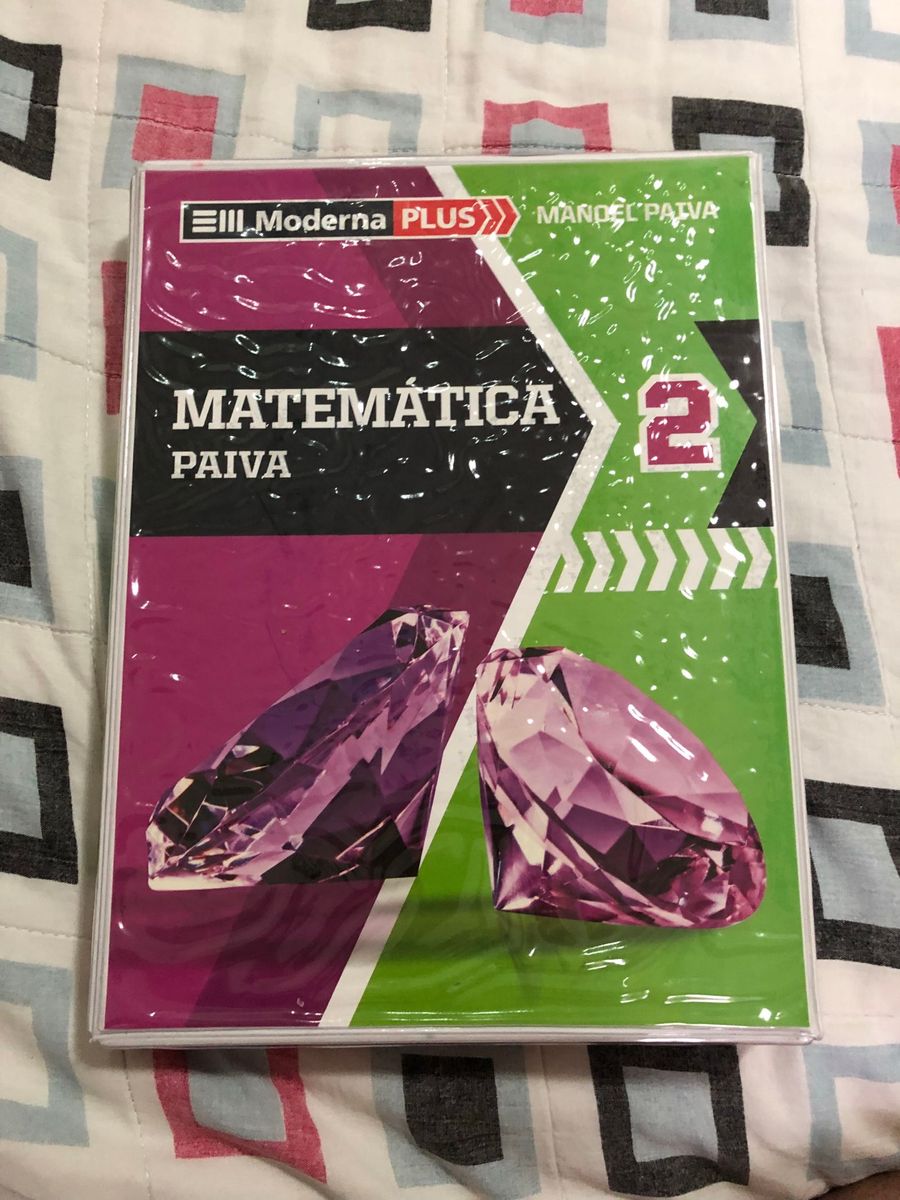 Moderna PLUS MANOEL PAIVA
MATEMÁTICA
PAIVA
2